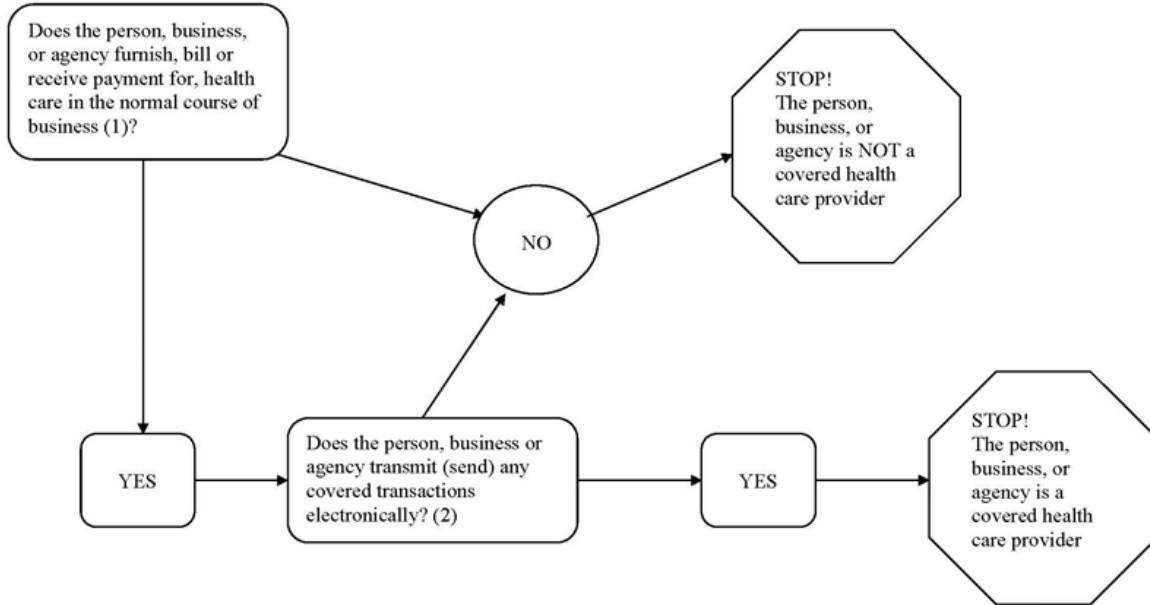 Does the person, business,
or agency furnish, bill or
receive payment for, health
care in the normal course of
business (1)?
STOP!
The person,
business, or
agency is NOT a
covered health
care provider
NO
YES
Does the person, business or
agency transmit (send) any
covered transactions
electronically? (2)
YES
STOP!
The person,
business, or
agency is a
covered health
care provider